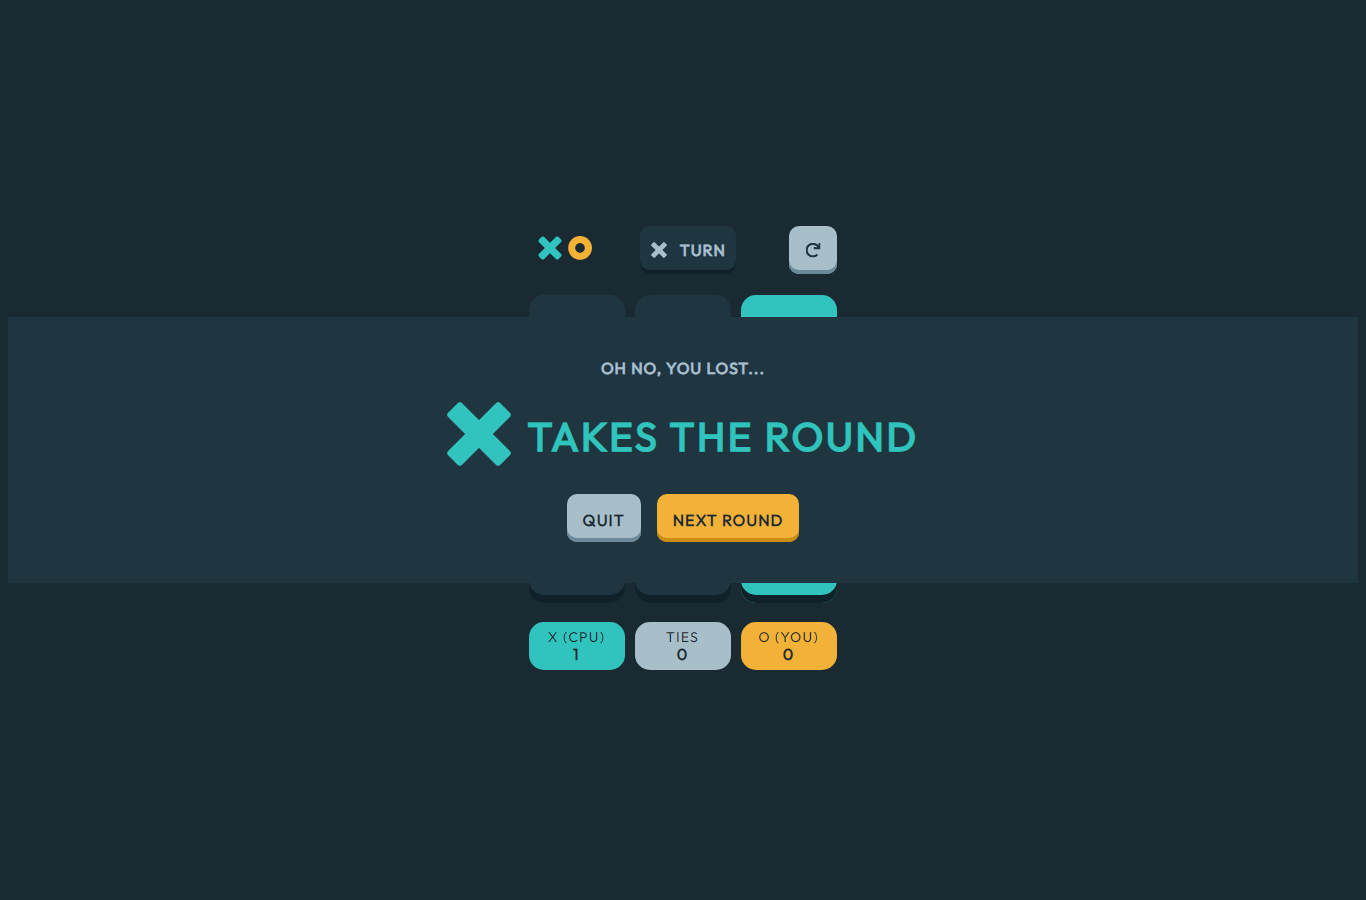 TURN
OH NO, YOU LOST...
TAKES THE ROUND
QUIT
NEXT ROUND
X (CPU)
1
TIES
0
O (YOU)
0